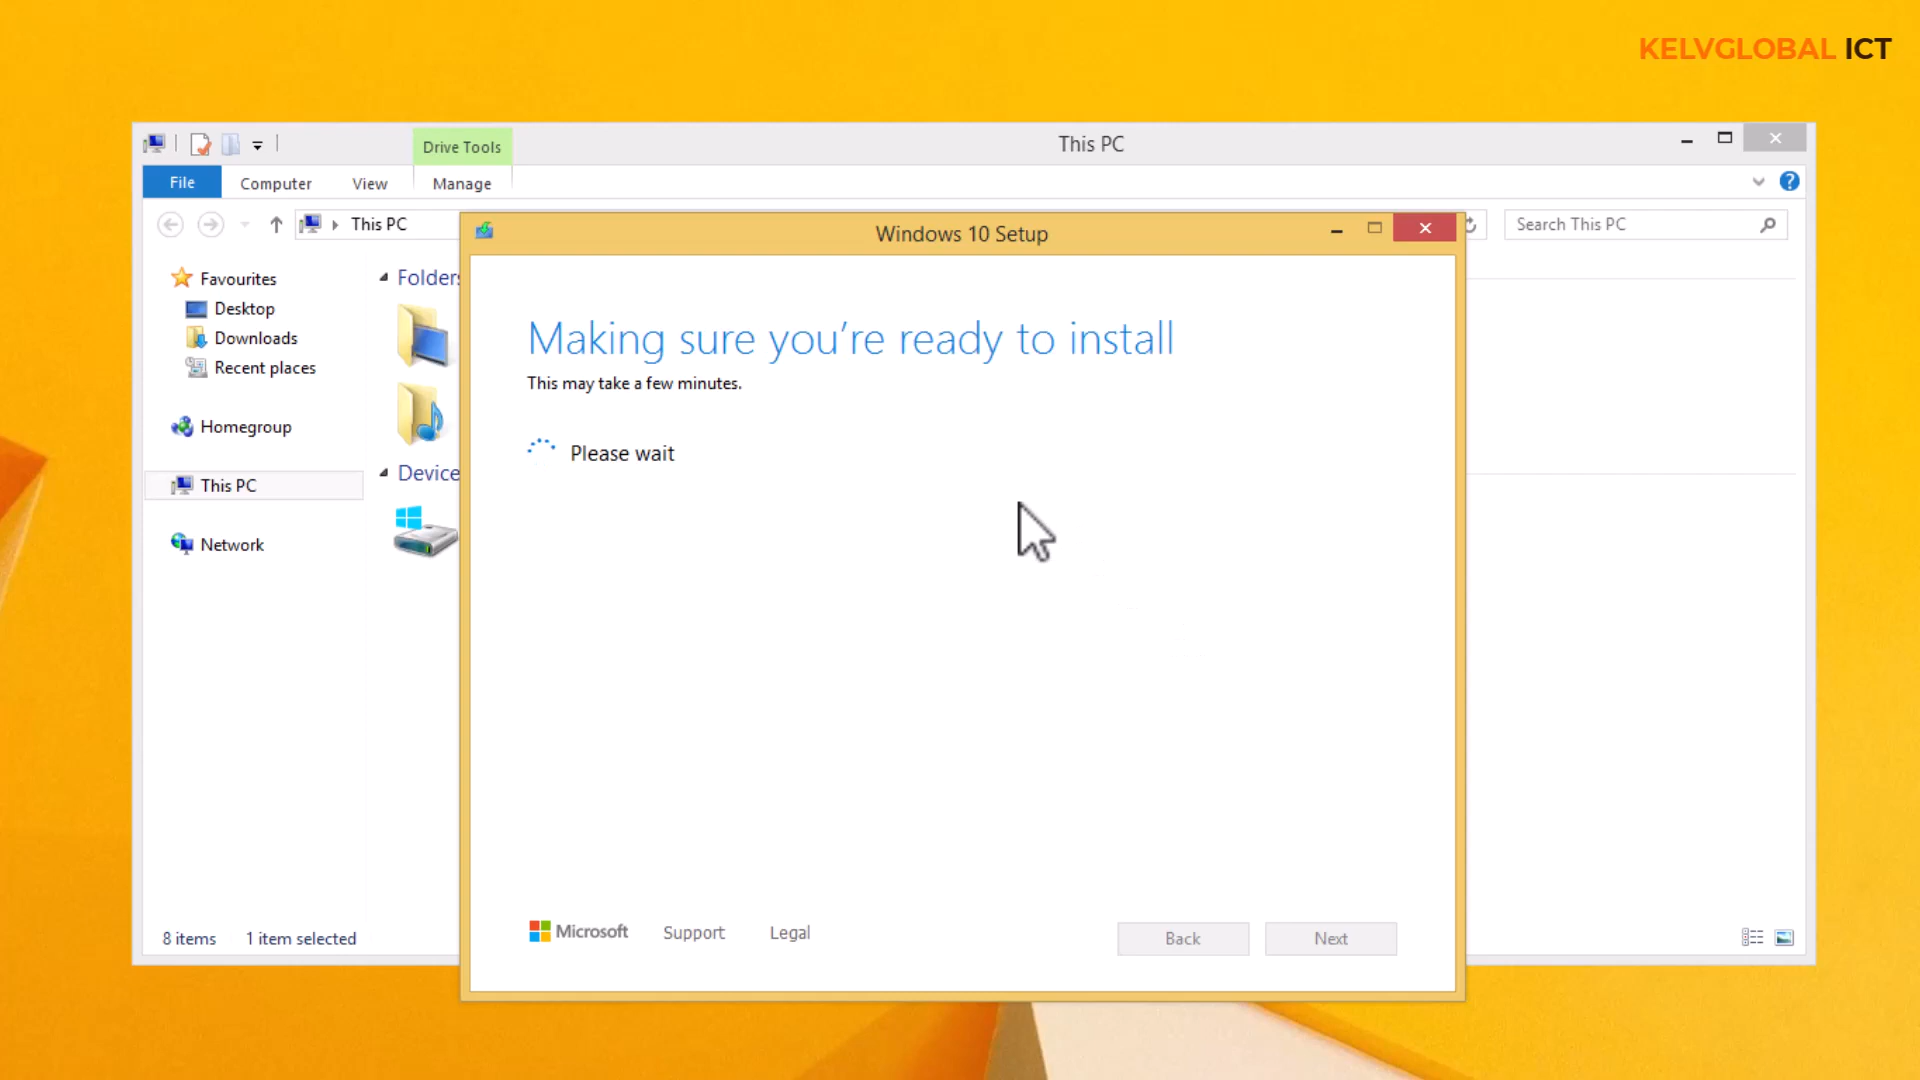 KELVGLOBAL ICT
Drive Tools
This PC
File
Computer
View
Manage
This PC
Search This PC
Windows 10 Setup
Favourites
Desktop
Downloads
Recent places
Homegroup
This PC
Network
Folders
Device
Making sure you're ready to install
This may take a few minutes.
Please wait
Microsoft
Support
Legal
Back
Next
8 items
1 item selected